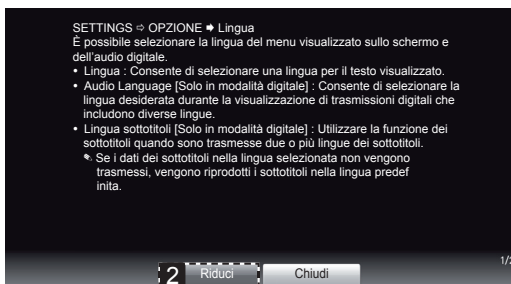 SETTINGS ⇨ OPZIONE ➡ Lingua
È possibile selezionare la lingua del menu visualizzato sullo schermo e
dell'audio digitale.
• Lingua : Consente di selezionare una lingua per il testo visualizzato.
• Audio Language [Solo in modalità digitale] : Consente di selezionare la
lingua desiderata durante la visualizzazione di trasmissioni digitali che
includono diverse lingue.
• Lingua sottotitoli [Solo in modalità digitale] : Utilizzare la funzione dei
sottotitoli quando sono trasmesse due o più lingue dei sottotitoli.
✎ Se i dati dei sottotitoli nella lingua selezionata non vengono
trasmessi, vengono riprodotti i sottotitoli nella lingua predef
inita.
1/2
2 Riduci Chiudi